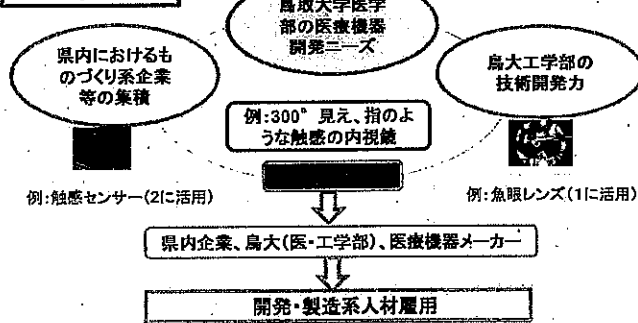 鳥取大学医学
部の医療機器
開発ニーズ
県内におけるも
のづくり系企業
等の集積
鳥大工学部の
技術開発力
例:300°見え、指のよ
うな触感の内視鏡
例:触感センサー(2に活用)
例:魚眼レンズ(1に活用)
県内企業、鳥大(医・工学部)、医療機器メーカー
開発・製造系人材雇用